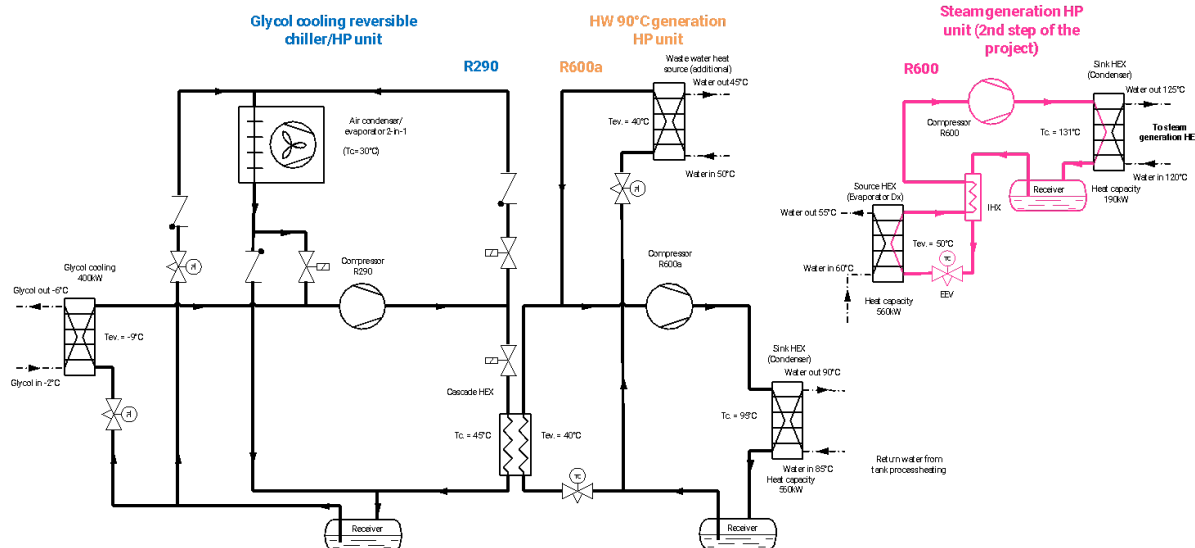 Glycol cooling reversible
chiller/HP unit
R290
HW 90°C generation
HP unit
R600a
Steam generation HP
unit (2nd step of the
project)
R600
Waste water heat
source (additional)
Water out 45°C
Tev. = 40°C
Water in 50°C
Air condenser/
evaporator 2-in-1
(Tc=30°C)
Compressor
R600
Sink HEX
(Condenser)
Water out 125°C
Tc. = 131°C
To steam
generation HE
Water in 120°C
Heat capacity
190kW
Receiver
IHX
Source HEX
(Evaporator Dx)
Water out 55°C
Tev. = 50°C
Water in 60°C
TC
EEV
Heat capacity
560kW
Glycol cooling
400kW
Glycol out -6°C
Tev. = -9°C
Glycol in -2°C
Compressor
R290
Compressor
R600a
Cascade HEX
Tc. = 45°C
Tev. = 40°C
TC
Sink HEX
(Condenser)
Water out 90°C
Tc. = 95°C
Water in 85°C
Heat capacity
560kW
Return water from
tank process heating
Receiver
Receiver